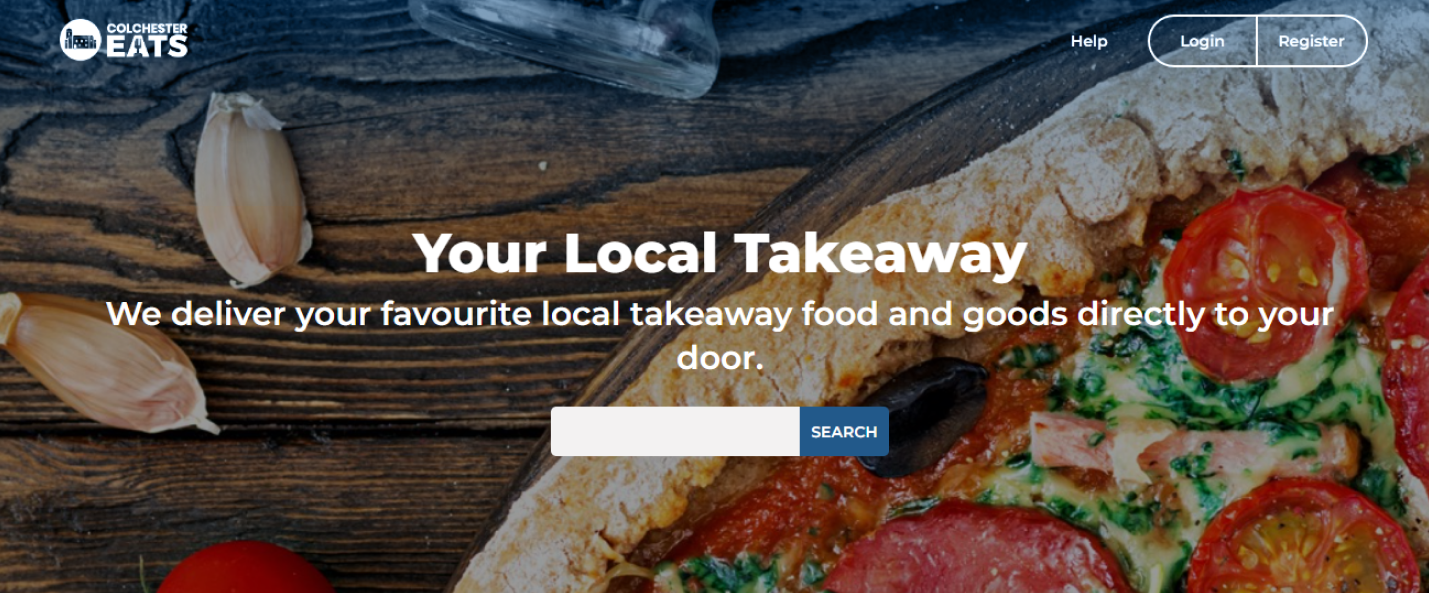 COLCHESTER
EATS
Help
Login
Register
Your Local Takeaway
We deliver your favourite local takeaway food and goods directly to your
door.
SEARCH